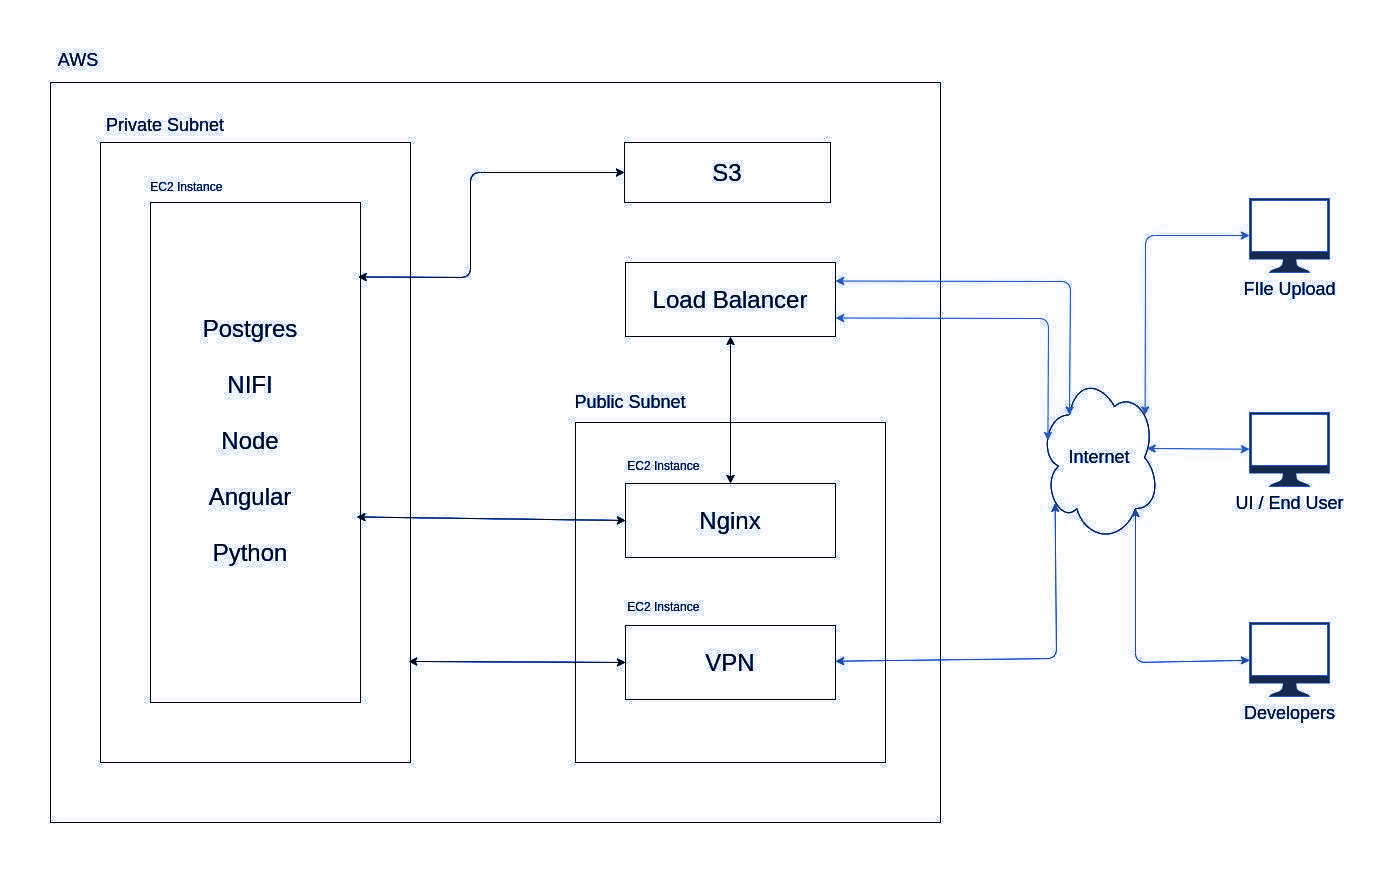 AWS
Private Subnet
EC2 Instance
Postgres
NIFI
Node
Angular
Python
S3
Load Balancer
Public Subnet
EC2 Instance
Nginx
EC2 Instance
VPN
Internet
FIle Upload
UI / End User
Developers